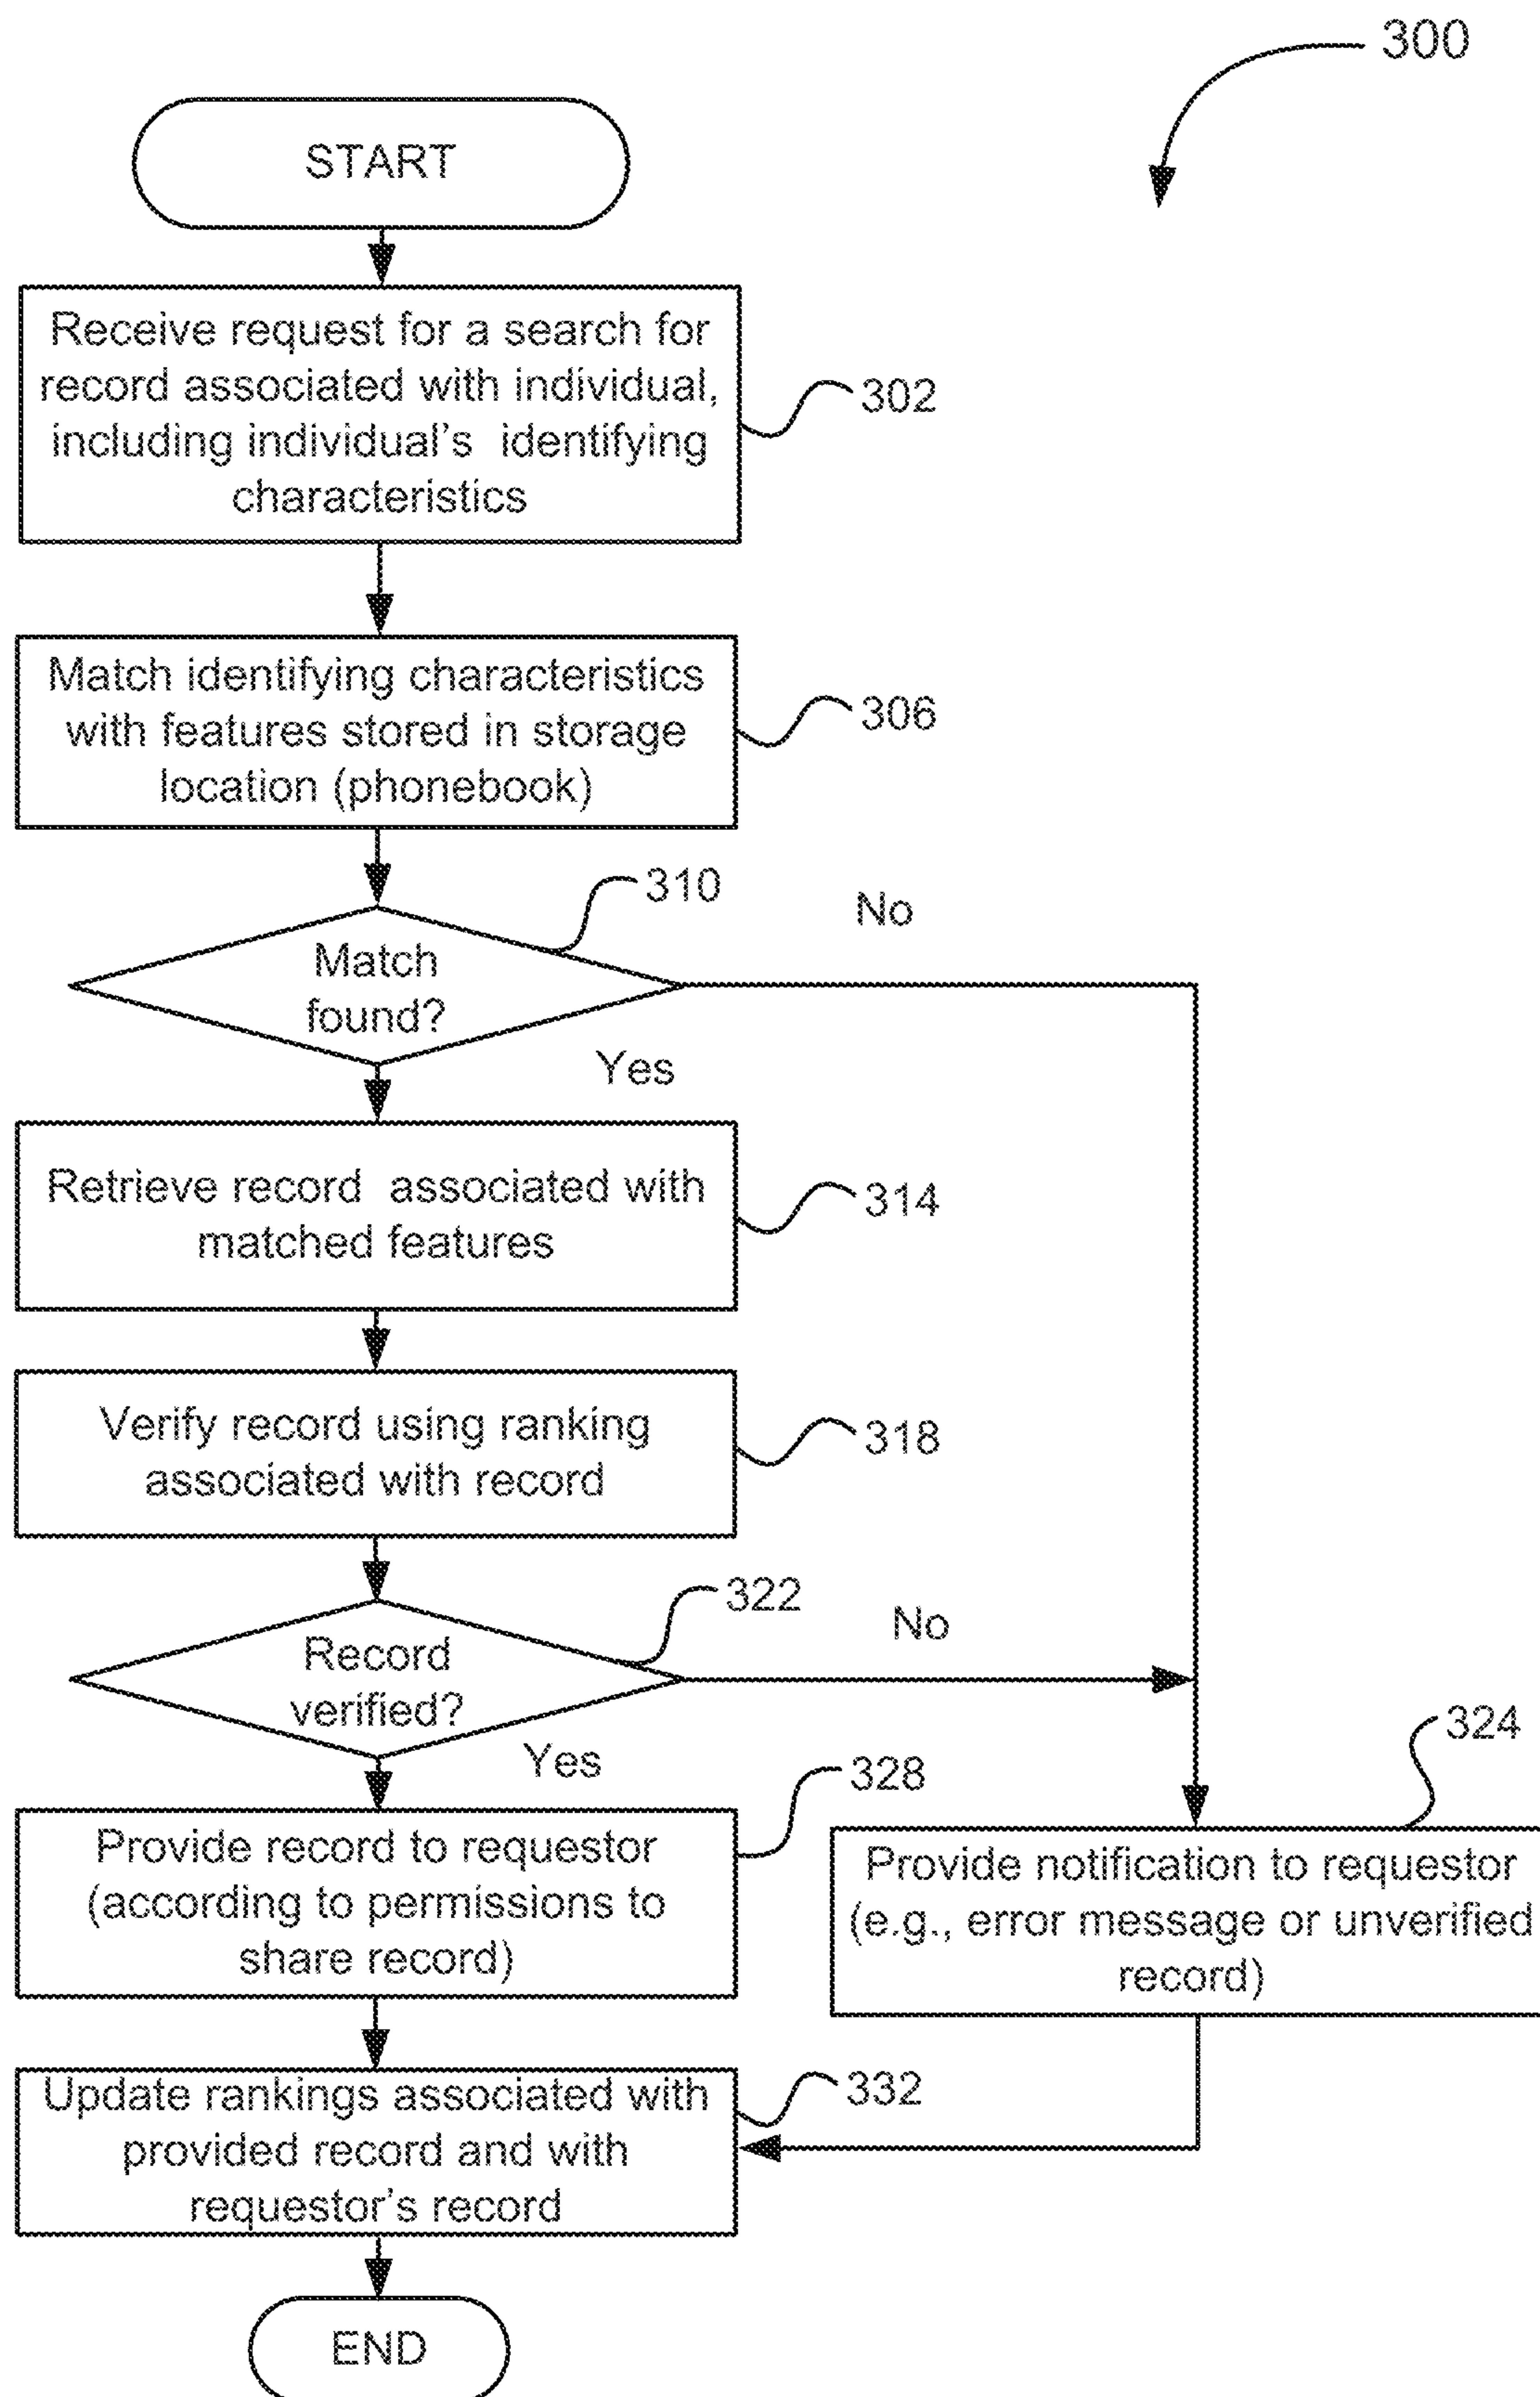 300
START
Receive request for a search for
record associated with individual,
including individual's identifying
characteristics
302
Match identifying characteristics
with features stored in storage
location (phonebook)
306
310
No
Match
found?
Yes
Retrieve record associated with
matched features
314
Verify record using ranking
associated with record
318
322
No
Record
verified?
Yes
324
328
Provide record to requestor
(according to permissions to
share record)
Provide notification to requestor
(e.g., error message or unverified
record)
Update rankings associated with
provided record and with
requestor's record
332
END